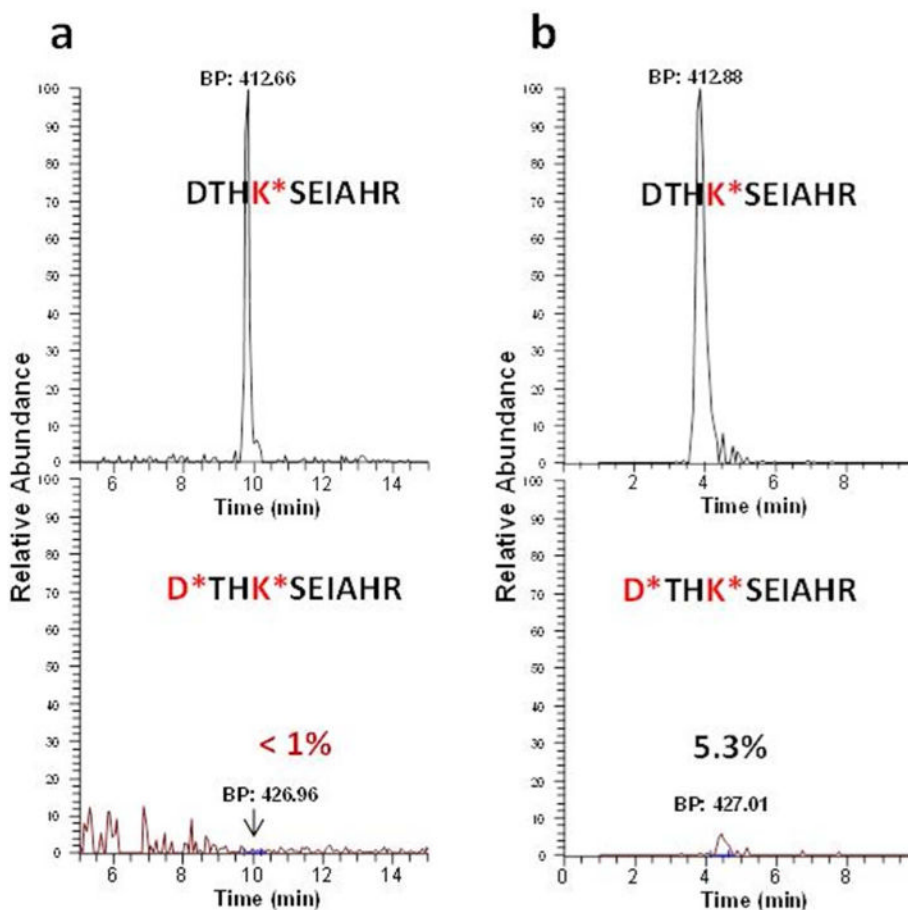 a
BP: 412.66
DTHK*SEIAHR
100
90
80
70
60
50
40
30
20
10
0
6 8 10 12 14
Time (min)
Relative Abundance
D*THK*SEIAHR
< 1%
BP: 426.96
100
90
80
70
60
50
40
30
20
10
0
6 8 10 12 14
Time (min)
b
BP: 412.88
DTHK*SEIAHR
100
90
80
70
60
50
40
30
20
10
0
2 4 6 8
Time (min)
Relative Abundance
D*THK*SEIAHR
5.3%
BP: 427.01
100
90
80
70
60
50
40
30
20
10
0
0 2 4 6 8
Time (min)